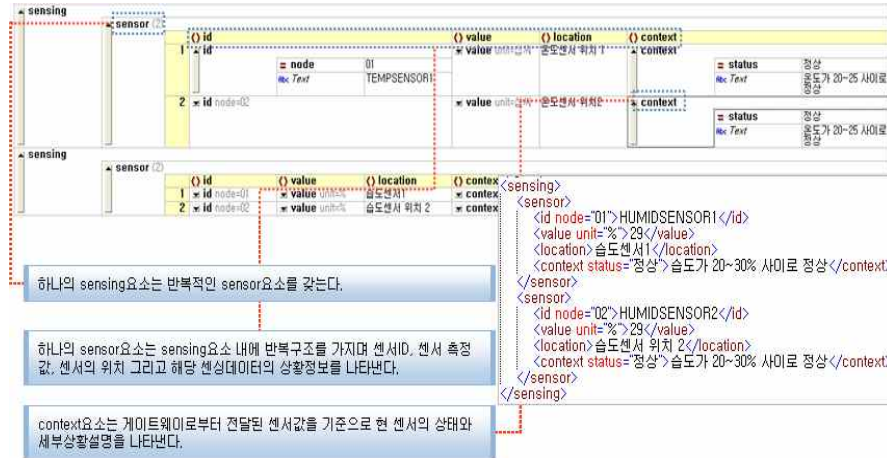 sensing
sensor (2)
() id () value () location () context
1 id value 온도센서 위치 1 context
= node 01 = status 정상
Abc Text TEMPSENSOR1 Abc Text 온도가 20~25 사이로 정상
2 id node=02 value 온도센서 위치2 context
= status 정상
Abc Text 온도가 20~25 사이로 정상
sensing
sensor (2)
() id () value () location () contex
1 id node=01 value unit=% 습도센서1 contex
2 id node=02 value unit=% 습도센서 위치 2 contex
<sensing>
<sensor>
<id node="01">HUMIDSENSOR1</id>
<value unit="%">29</value>
<location>습도센서1</location>
<context status="정상">습도가 20~30% 사이로 정상</context>
</sensor>
<sensor>
<id node="02">HUMIDSENSOR2</id>
<value unit="%">29</value>
<location>습도센서 위치 2</location>
<context status="정상">습도가 20~30% 사이로 정상</context>
</sensor>
</sensing>
하나의 sensing요소는 반복적인 sensor요소를 갖는다.
하나의 sensor요소는 sensing요소 내에 반복구조를 가지며 센서ID, 센서 측정
값, 센서의 위치 그리고 해당 센싱데이터의 상황정보를 나타낸다.
context요소는 게이트웨이로부터 전달된 센서값을 기준으로 현 센서의 상태와
세부상황설명을 나타낸다.